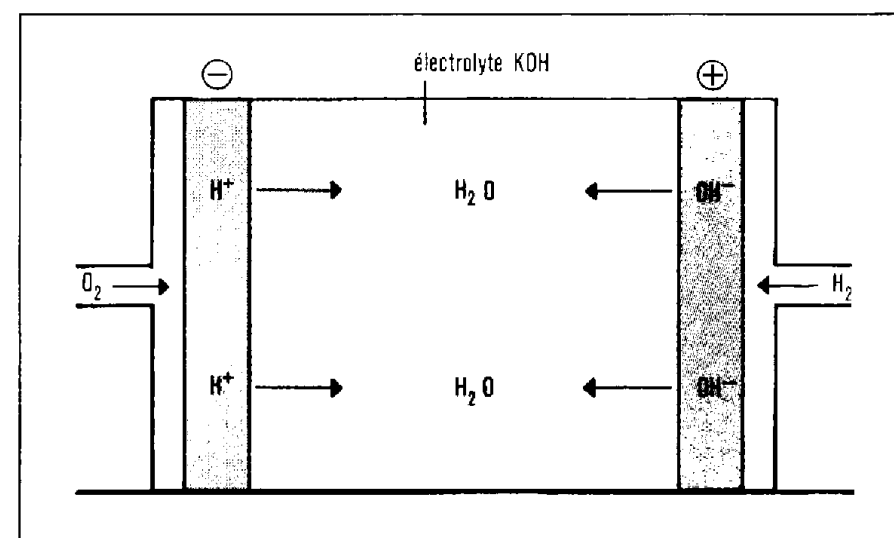 ⊖ électrolyte KOH ⊕
H⁺ H₂O OH⁻
O₂ H₂
H⁺ H₂O OH⁻